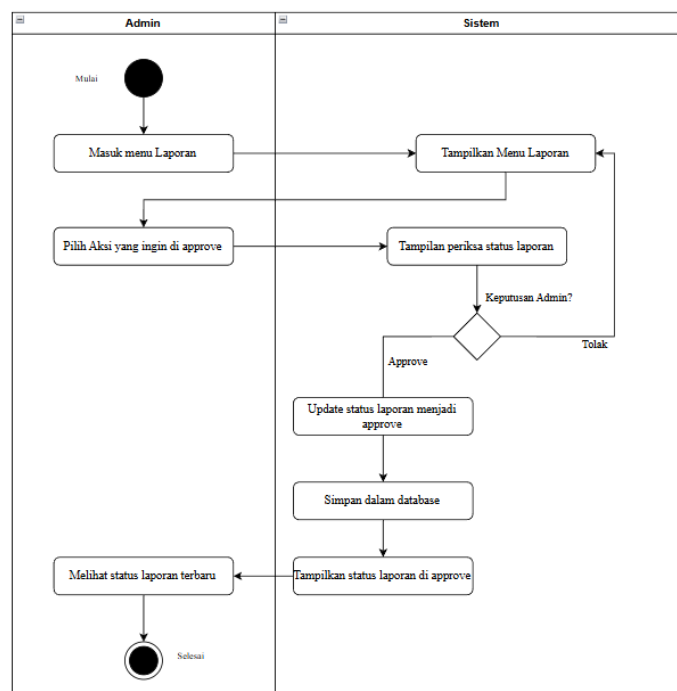 Admin
Sistem
Mulai
Masuk menu Laporan
Tampilkan Menu Laporan
Pilih Aksi yang ingin di approve
Tampilan periksa status laporan
Keputusan Admin?
Tolak
Approve
Update status laporan menjadi
approve
Simpan dalam database
Melihat status laporan terbaru
Tampilkan status laporan di approve
Selesai